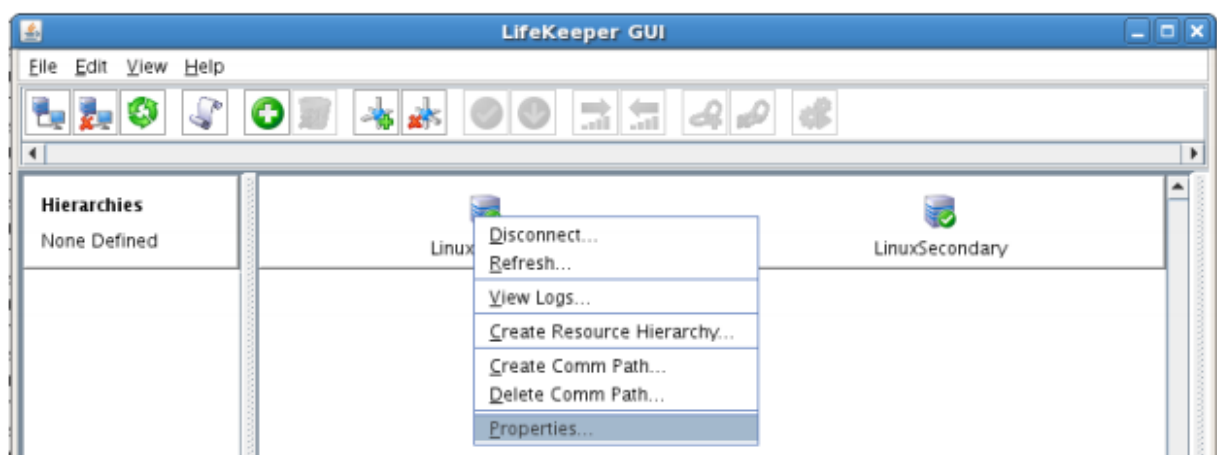 LifeKeeper GUI
File Edit View Help
Hierarchies
None Defined
Linux
LinuxSecondary
Disconnect...
Refresh...
View Logs...
Create Resource Hierarchy...
Create Comm Path...
Delete Comm Path...
Properties...